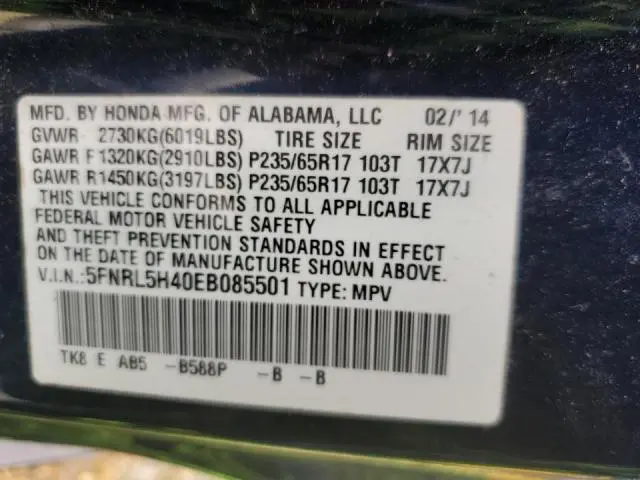 MFD. BY HONDA MFG. OF ALABAMA, LLC 02/' 14
GVWR 2730KG(6019LBS) TIRE SIZE RIM SIZE
GAWR F 1320KG(2910LBS) P235/65R17 103T 17X7J
GAWR R1450KG(3197LBS) P235/65R17 103T 17X7J
THIS VEHICLE CONFORMS TO ALL APPLICABLE
FEDERAL MOTOR VEHICLE SAFETY
AND THEFT PREVENTION STANDARDS IN EFFECT
ON THE DATE OF MANUFACTURE SHOWN ABOVE.
V.I.N.:5FNRL5H40EB085501 TYPE: MPV
TK8 E AB5 -B588P -B -B